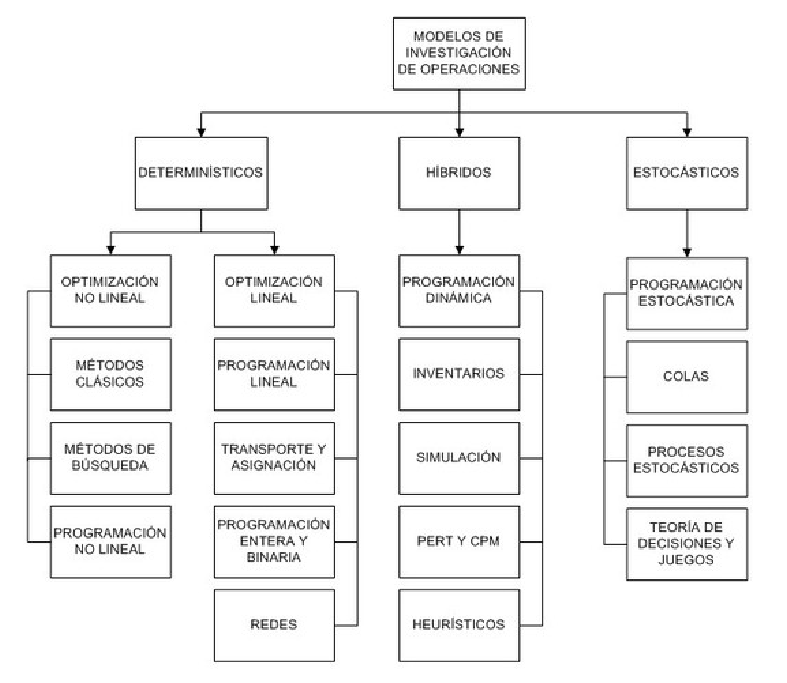 MODELOS DE
INVESTIGACIÓN
DE OPERACIONES
DETERMINÍSTICOS
HÍBRIDOS
ESTOCÁSTICOS
OPTIMIZACIÓN
NO LINEAL
OPTIMIZACIÓN
LINEAL
PROGRAMACIÓN
DINÁMICA
PROGRAMACIÓN
ESTOCÁSTICA
MÉTODOS
CLÁSICOS
PROGRAMACIÓN
LINEAL
INVENTARIOS
COLAS
MÉTODOS DE
BÚSQUEDA
TRANSPORTE Y
ASIGNACIÓN
SIMULACIÓN
PROCESOS
ESTOCÁSTICOS
PROGRAMACIÓN
NO LINEAL
PROGRAMACIÓN
ENTERA Y
BINARIA
PERT Y CPM
TEORÍA DE
DECISIONES Y
JUEGOS
REDES
HEURÍSTICOS